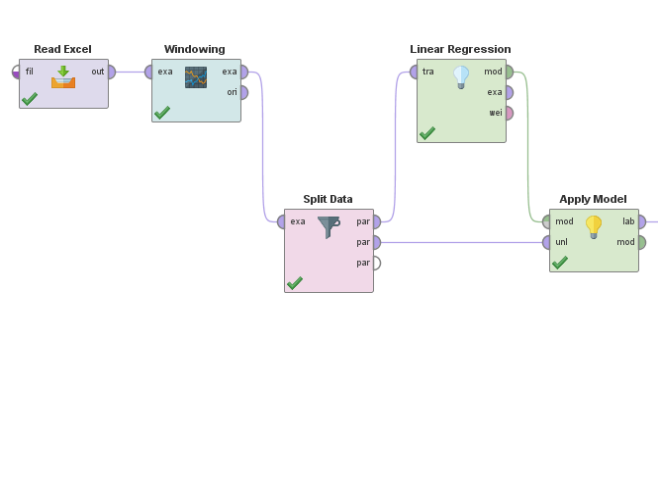 Read Excel
fil
out
Windowing
exa
exa
ori
Linear Regression
tra
mod
exa
wei
Split Data
exa
par
par
par
Apply Model
mod
lab
unl
mod